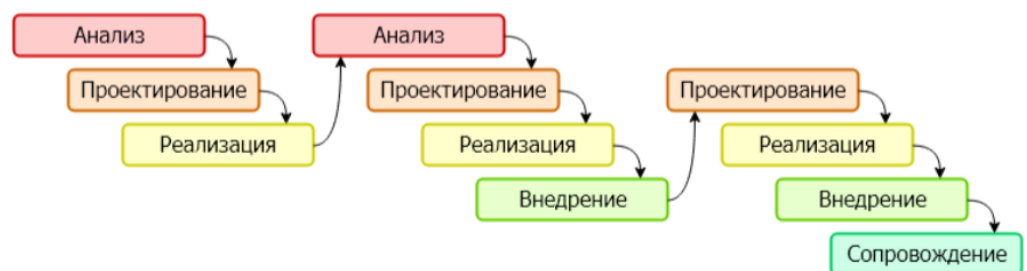 Анализ
Проектирование
Реализация
Анализ
Проектирование
Реализация
Внедрение
Проектирование
Реализация
Внедрение
Сопровождение